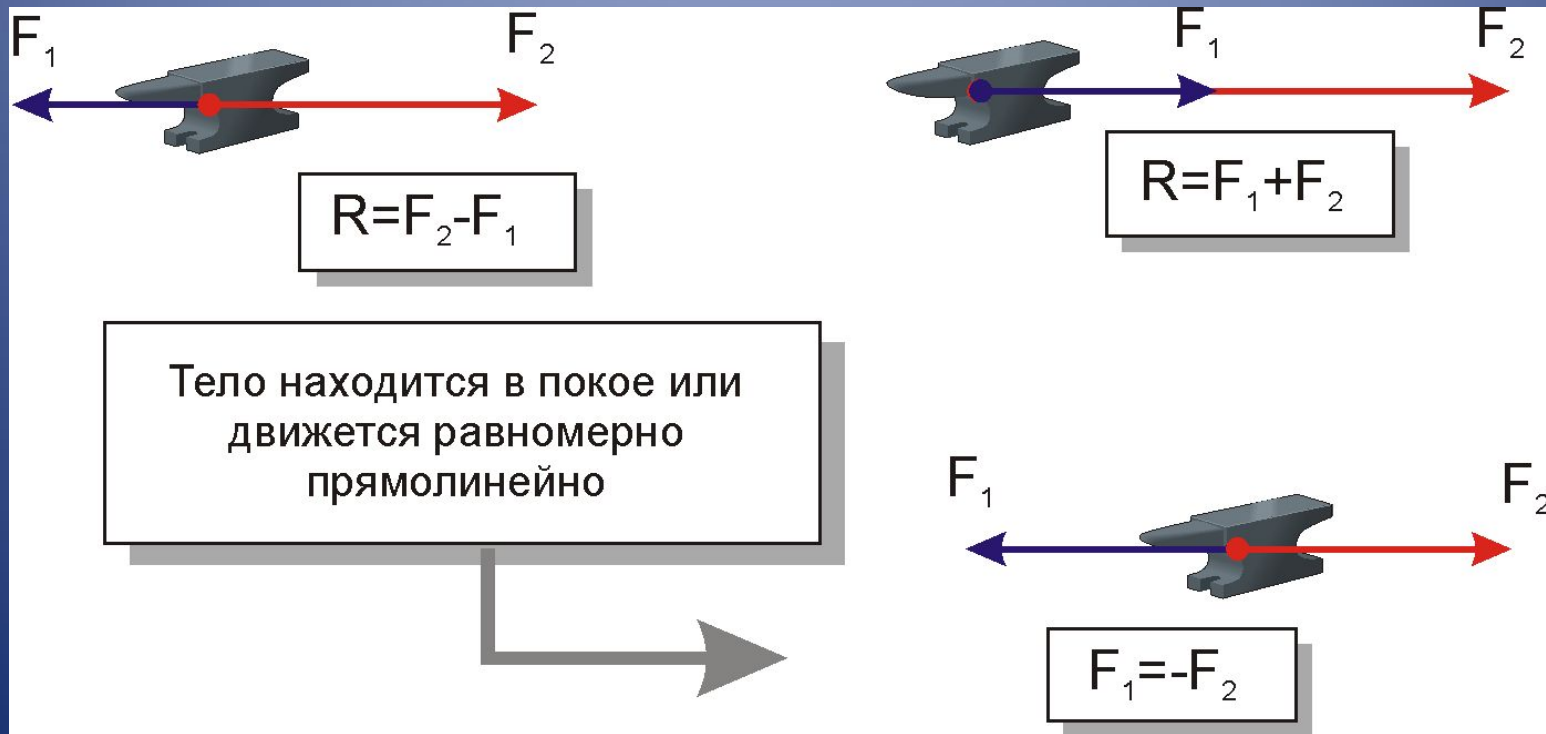 F₁ F₂
F₁ F₂
R=F₂-F₁
R=F₁+F₂
Тело находится в покое или
движется равномерно
прямолинейно
F₁ F₂
F₁=-F₂